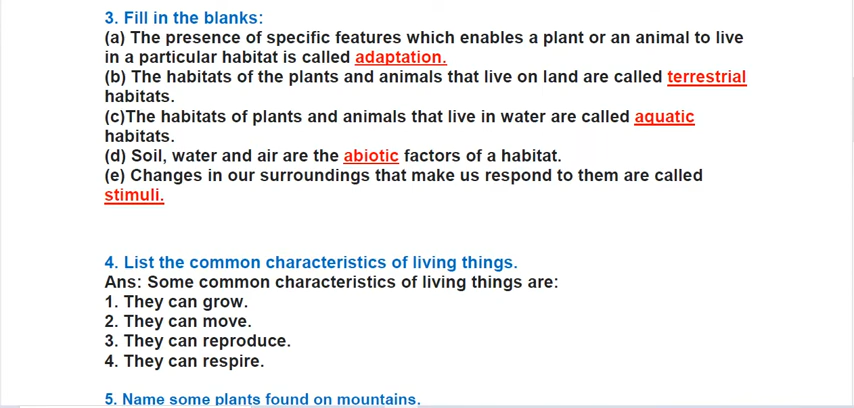 3. Fill in the blanks:
(a) The presence of specific features which enables a plant or an animal to live
in a particular habitat is called adaptation.
(b) The habitats of the plants and animals that live on land are called terrestrial
habitats.
(c)The habitats of plants and animals that live in water are called aquatic
habitats.
(d) Soil, water and air are the abiotic factors of a habitat.
(e) Changes in our surroundings that make us respond to them are called
stimuli.
4. List the common characteristics of living things.
Ans: Some common characteristics of living things are:
1. They can grow.
2. They can move.
3. They can reproduce.
4. They can respire.
5. Name some plants found on mountains.